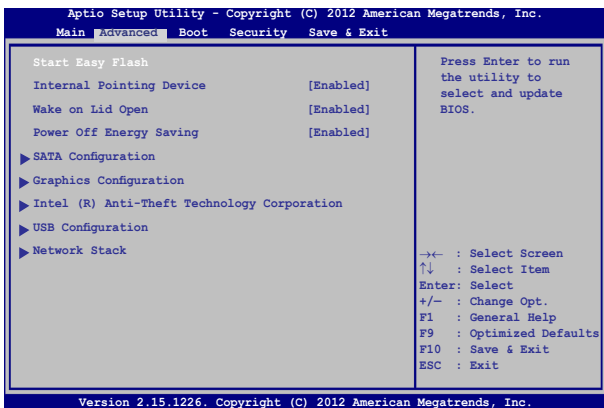 Aptio Setup Utility - Copyright (C) 2012 American Megatrends, Inc.
Main Advanced Boot Security Save & Exit
Start Easy Flash
Internal Pointing Device [Enabled]
Wake on Lid Open [Enabled]
Power Off Energy Saving [Enabled]
SATA Configuration
Graphics Configuration
Intel (R) Anti-Theft Technology Corporation
USB Configuration
Network Stack
Press Enter to run
the utility to
select and update
BIOS.
→← : Select Screen
↑↓ : Select Item
Enter: Select
+/— : Change Opt.
F1 : General Help
F9 : Optimized Defaults
F10 : Save & Exit
ESC : Exit
Version 2.15.1226. Copyright (C) 2012 American Megatrends, Inc.